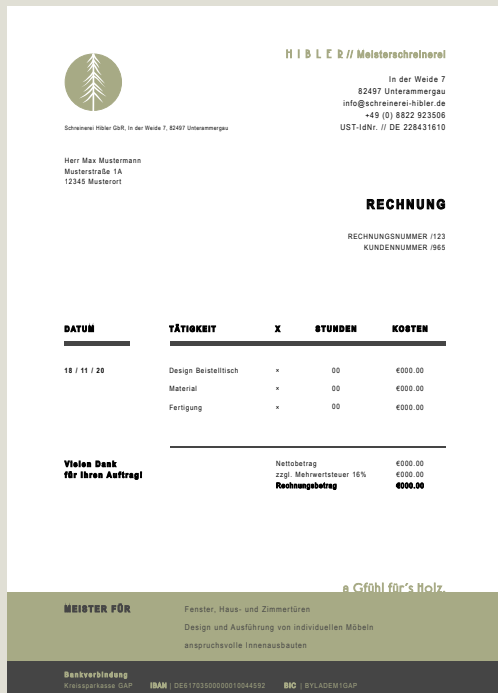 HIBLER // Meisterschreinerei
In der Weide 7
82497 Unterammergau
info@schreinerei-hibler.de
+49 (0) 8822 923506
UST-IdNr. // DE 228431610
Schreinerei Hibler GbR, In der Weide 7, 82497 Unterammergau
Herr Max Mustermann
Musterstraße 1A
12345 Musterort
RECHNUNG
RECHNUNGSNUMMER /123
KUNDENNUMMER /965
DATUM TÄTIGKEIT X STUNDEN KOSTEN
18 / 11 / 20 Design Beistelltisch × 00 €000.00
Material × 00 €000.00
Fertigung × 00 €000.00
Vielen Dank
für Ihren Auftrag!
Nettobetrag €000.00
zzgl. Mehrwertsteuer 16% €000.00
Rechnungsbetrag €000.00
a Gfühl für's Holz.
MEISTER FÜR
Fenster, Haus- und Zimmertüren
Design und Ausführung von individuellen Möbeln
anspruchsvolle Innenausbauten
Bankverbindung
Kreissparkasse GAP IBAN | DE61703500000010044592 BIC | BYLADEM1GAP